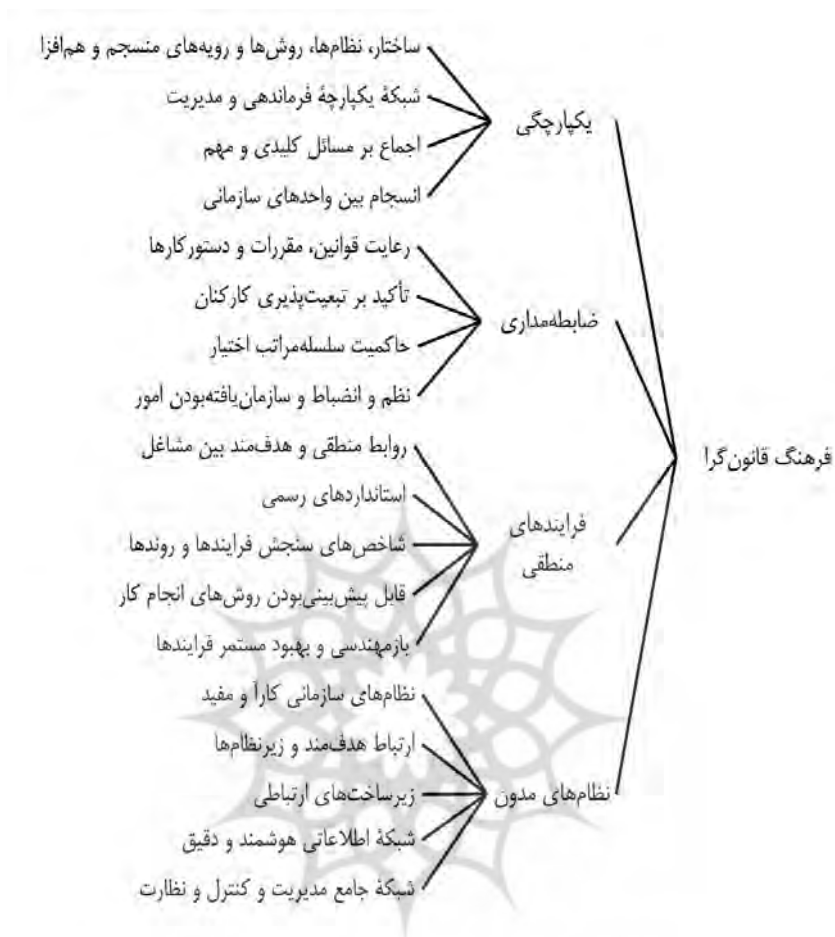 فرهنگ قانون‌گرا
یکپارچگی
ساختار، نظام‌ها، روش‌ها و رویه‌های منسجم و هم‌افزا
شبکهٔ یکپارچهٔ فرماندهی و مدیریت
اجماع بر مسائل کلیدی و مهم
انسجام بین واحدهای سازمانی
ضابطه‌مداری
رعایت قوانین، مقررات و دستورکارها
تأکید بر تبعیت‌پذیری کارکنان
حاکمیت سلسله‌مراتب اختیار
نظم و انضباط و سازمان‌یافته‌بودن امور
فرایندهای
منطقی
روابط منطقی و هدف‌مند بین مشاغل
استانداردهای رسمی
شاخص‌های سنجش فرایندها و روندها
قابل پیش‌بینی‌بودن روش‌های انجام کار
بازمهندسی و بهبود مستمر فرایندها
نظام‌های مدون
نظام‌های سازمانی کارآ و مفید
ارتباط هدف‌مند و زیرنظام‌ها
زیرساخت‌های ارتباطی
شبکهٔ اطلاعاتی هوشمند و دقیق
شبکهٔ جامع مدیریت و کنترل و نظارت